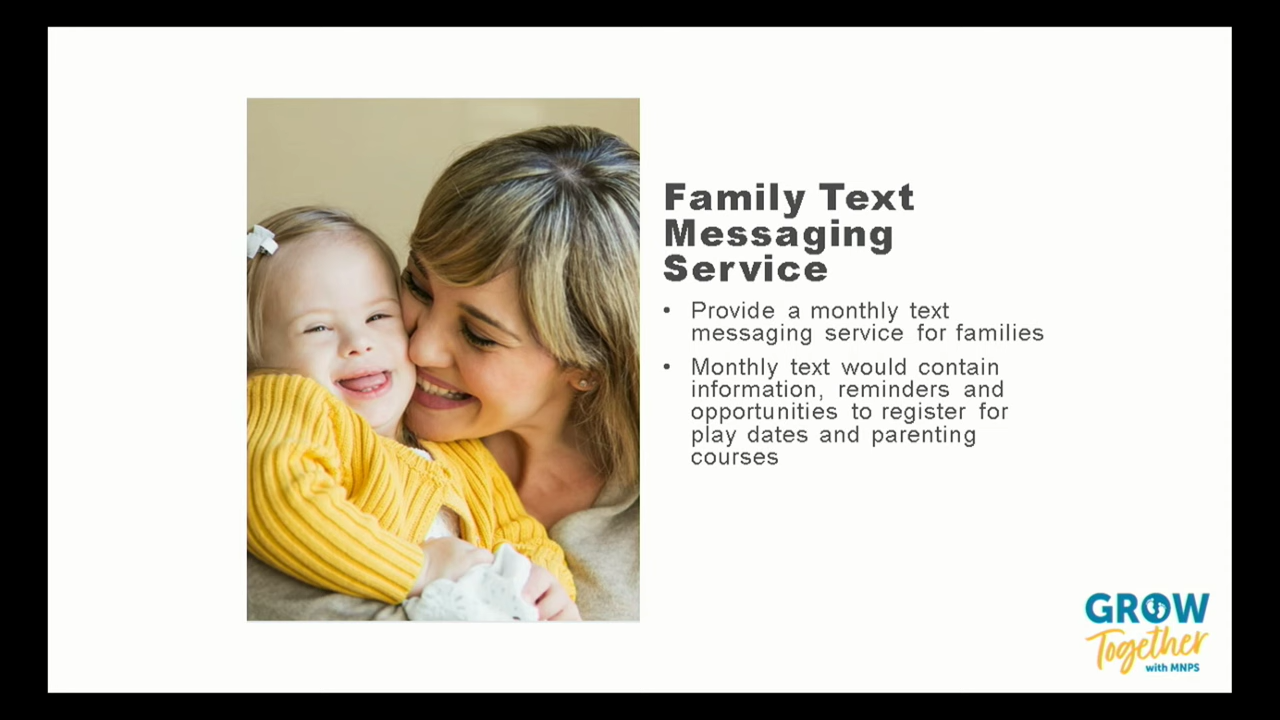 Family Text
Messaging
Service
• Provide a monthly text
messaging service for families
• Monthly text would contain
information, reminders and
opportunities to register for
play dates and parenting
courses
GROW
Together
with MNPS